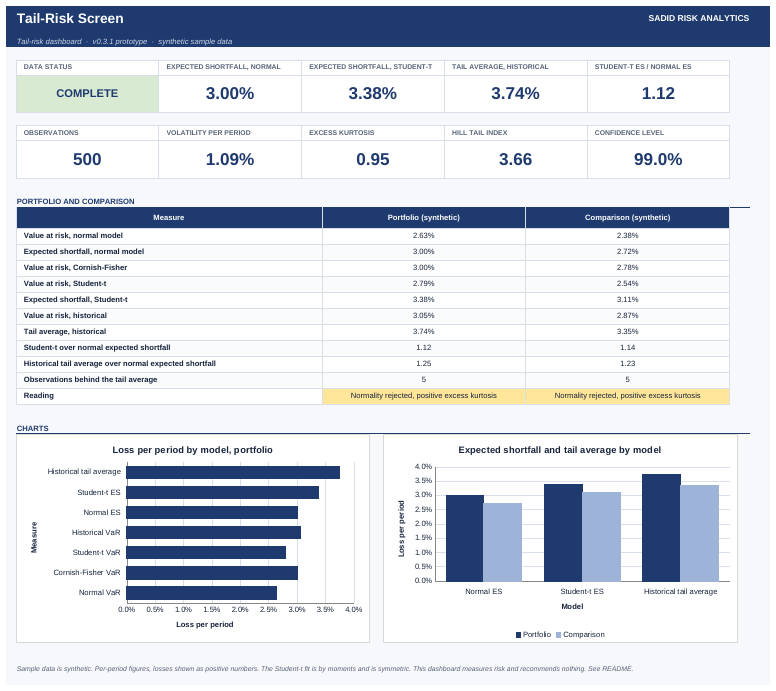 Tail-Risk Screen
SADID RISK ANALYTICS
Tail-risk dashboard · v0.3.1 prototype · synthetic sample data
DATA STATUS
EXPECTED SHORTFALL, NORMAL
EXPECTED SHORTFALL, STUDENT-T
TAIL AVERAGE, HISTORICAL
STUDENT-T ES / NORMAL ES
COMPLETE
3.00%
3.38%
3.74%
1.12
OBSERVATIONS
VOLATILITY PER PERIOD
EXCESS KURTOSIS
HILL TAIL INDEX
CONFIDENCE LEVEL
500
1.09%
0.95
3.66
99.0%
PORTFOLIO AND COMPARISON
Measure Portfolio (synthetic) Comparison (synthetic)
Value at risk, normal model 2.63% 2.38%
Expected shortfall, normal model 3.00% 2.72%
Value at risk, Cornish-Fisher 3.00% 2.78%
Value at risk, Student-t 2.79% 2.54%
Expected shortfall, Student-t 3.38% 3.11%
Value at risk, historical 3.05% 2.87%
Tail average, historical 3.74% 3.35%
Student-t over normal expected shortfall 1.12 1.14
Historical tail average over normal expected shortfall 1.25 1.23
Observations behind the tail average 5 5
Reading Normality rejected, positive excess kurtosis Normality rejected, positive excess kurtosis
CHARTS
Loss per period by model, portfolio
Measure
Historical tail average
Student-t ES
Normal ES
Historical VaR
Student-t VaR
Cornish-Fisher VaR
Normal VaR
0.0% 0.5% 1.0% 1.5% 2.0% 2.5% 3.0% 3.5% 4.0%
Loss per period
Expected shortfall and tail average by model
Loss per period
4.0%
3.5%
3.0%
2.5%
2.0%
1.5%
1.0%
0.5%
0.0%
Normal ES Student-t ES Historical tail average
Model
Portfolio Comparison
Sample data is synthetic. Per-period figures, losses shown as positive numbers. The Student-t fit is by moments and is symmetric. This dashboard measures risk and recommends nothing. See README.